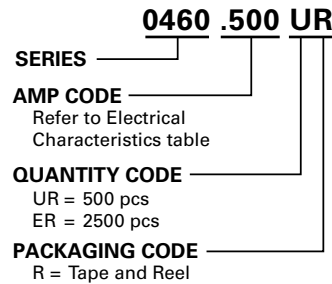 0460 .500 UR
SERIES
AMP CODE
Refer to Electrical
Characteristics table
QUANTITY CODE
UR = 500 pcs
ER = 2500 pcs
PACKAGING CODE
R = Tape and Reel